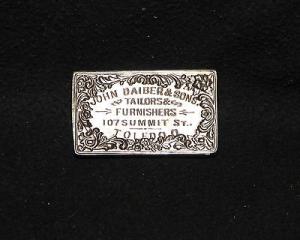 JOHN DAIBER & SONS
TAILORS &
FURNISHERS
107 SUMMIT ST.,
TOLEDO O.